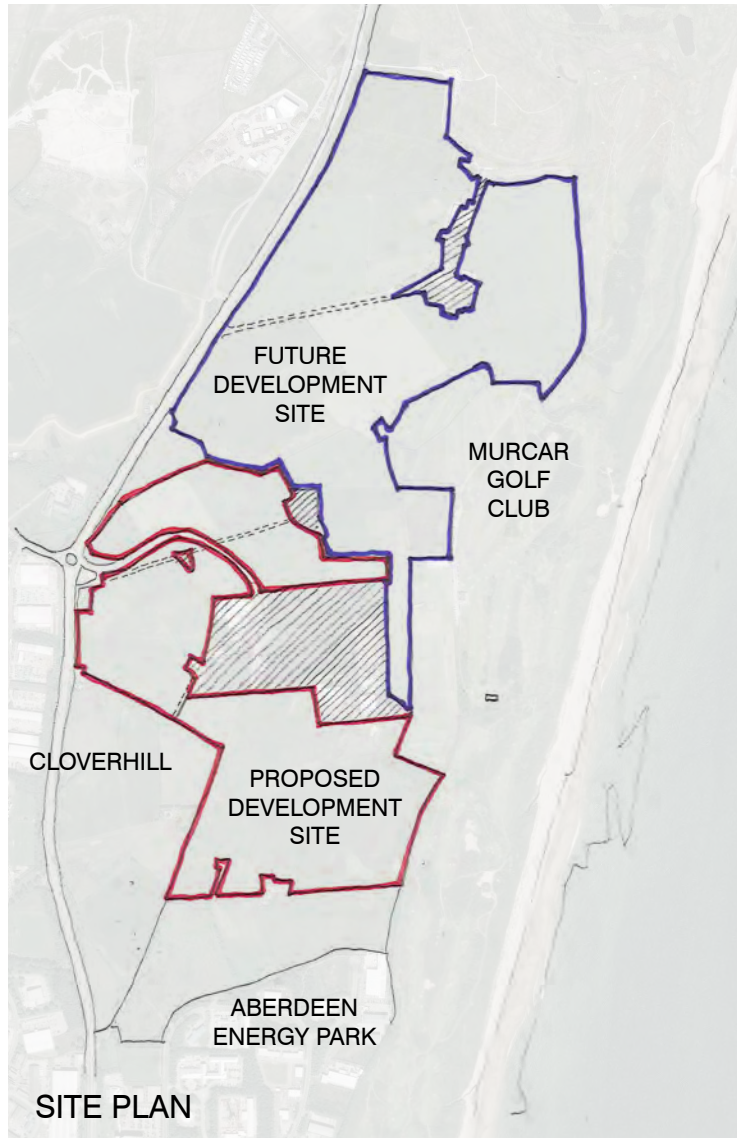 FUTURE
DEVELOPMENT
SITE
MURCAR
GOLF
CLUB
CLOVERHILL
PROPOSED
DEVELOPMENT
SITE
ABERDEEN
ENERGY PARK
SITE PLAN